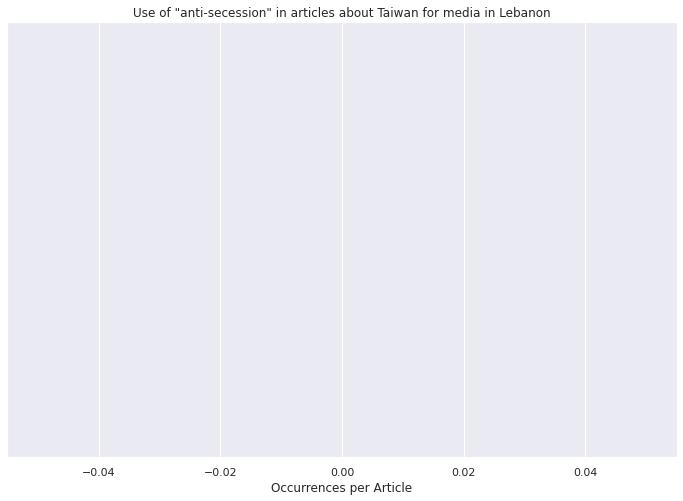 Use of "anti-secession" in articles about Taiwan for media in Lebanon
−0.04 −0.02 0.00 0.02 0.04
Occurrences per Article